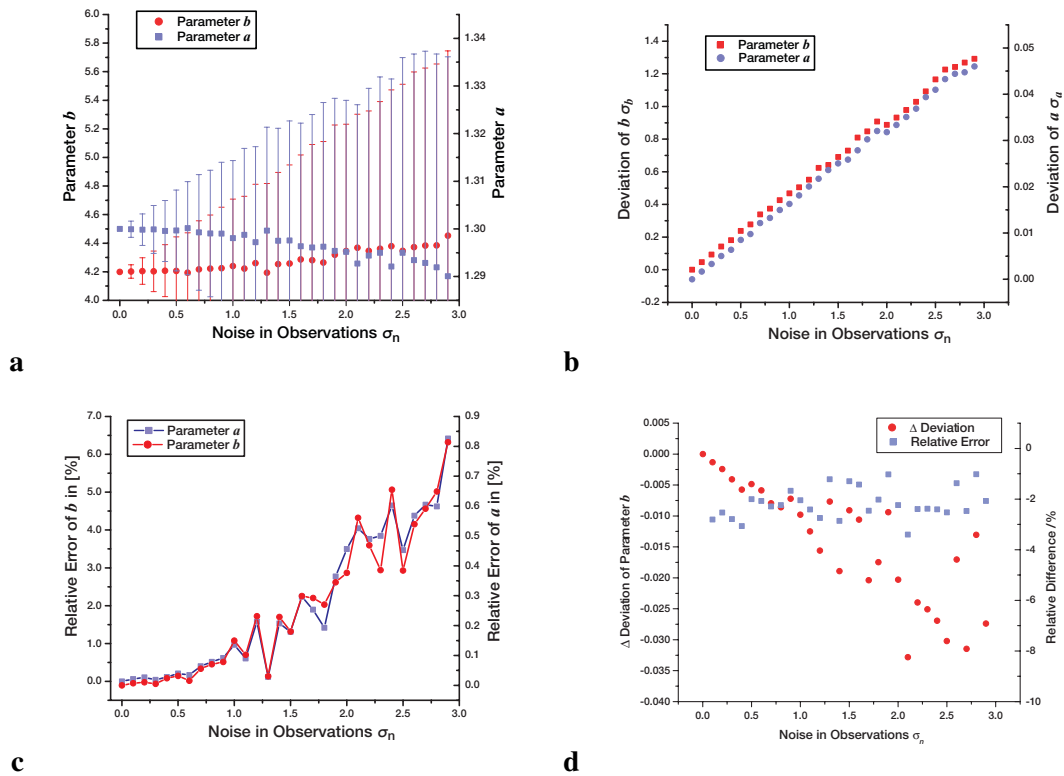 6.0
5.8
5.6
5.4
5.2
5.0
4.8
4.6
4.4
4.2
4.0
Parameter b
Parameter b
Parameter a
1.34
1.33
1.32
1.31
1.30
1.29
Parameter a
0.0 0.5 1.0 1.5 2.0 2.5 3.0
Noise in Observations σn
a
1.4
1.2
1.0
0.8
0.6
0.4
0.2
0.0
-0.2
Deviation of b σb
Parameter b
Parameter a
0.05
0.04
0.03
0.02
0.01
0.00
Deviation of a σa
0.0 0.5 1.0 1.5 2.0 2.5 3.0
Noise in Observations σn
b
7.0
6.0
5.0
4.0
3.0
2.0
1.0
0.0
Relative Error of b in [%]
Parameter a
Parameter b
0.9
0.8
0.7
0.6
0.5
0.4
0.3
0.2
0.1
0.0
Relative Error of a in [%]
0.0 0.5 1.0 1.5 2.0 2.5 3.0
Noise in Observations σn
c
0.005
0.000
-0.005
-0.010
-0.015
-0.020
-0.025
-0.030
-0.035
-0.040
Δ Deviation of Parameter b
Δ Deviation
Relative Error
0
-2
-4
-6
-8
-10
Relative Difference /%
0.0 0.5 1.0 1.5 2.0 2.5 3.0
Noise in Observations σn
d